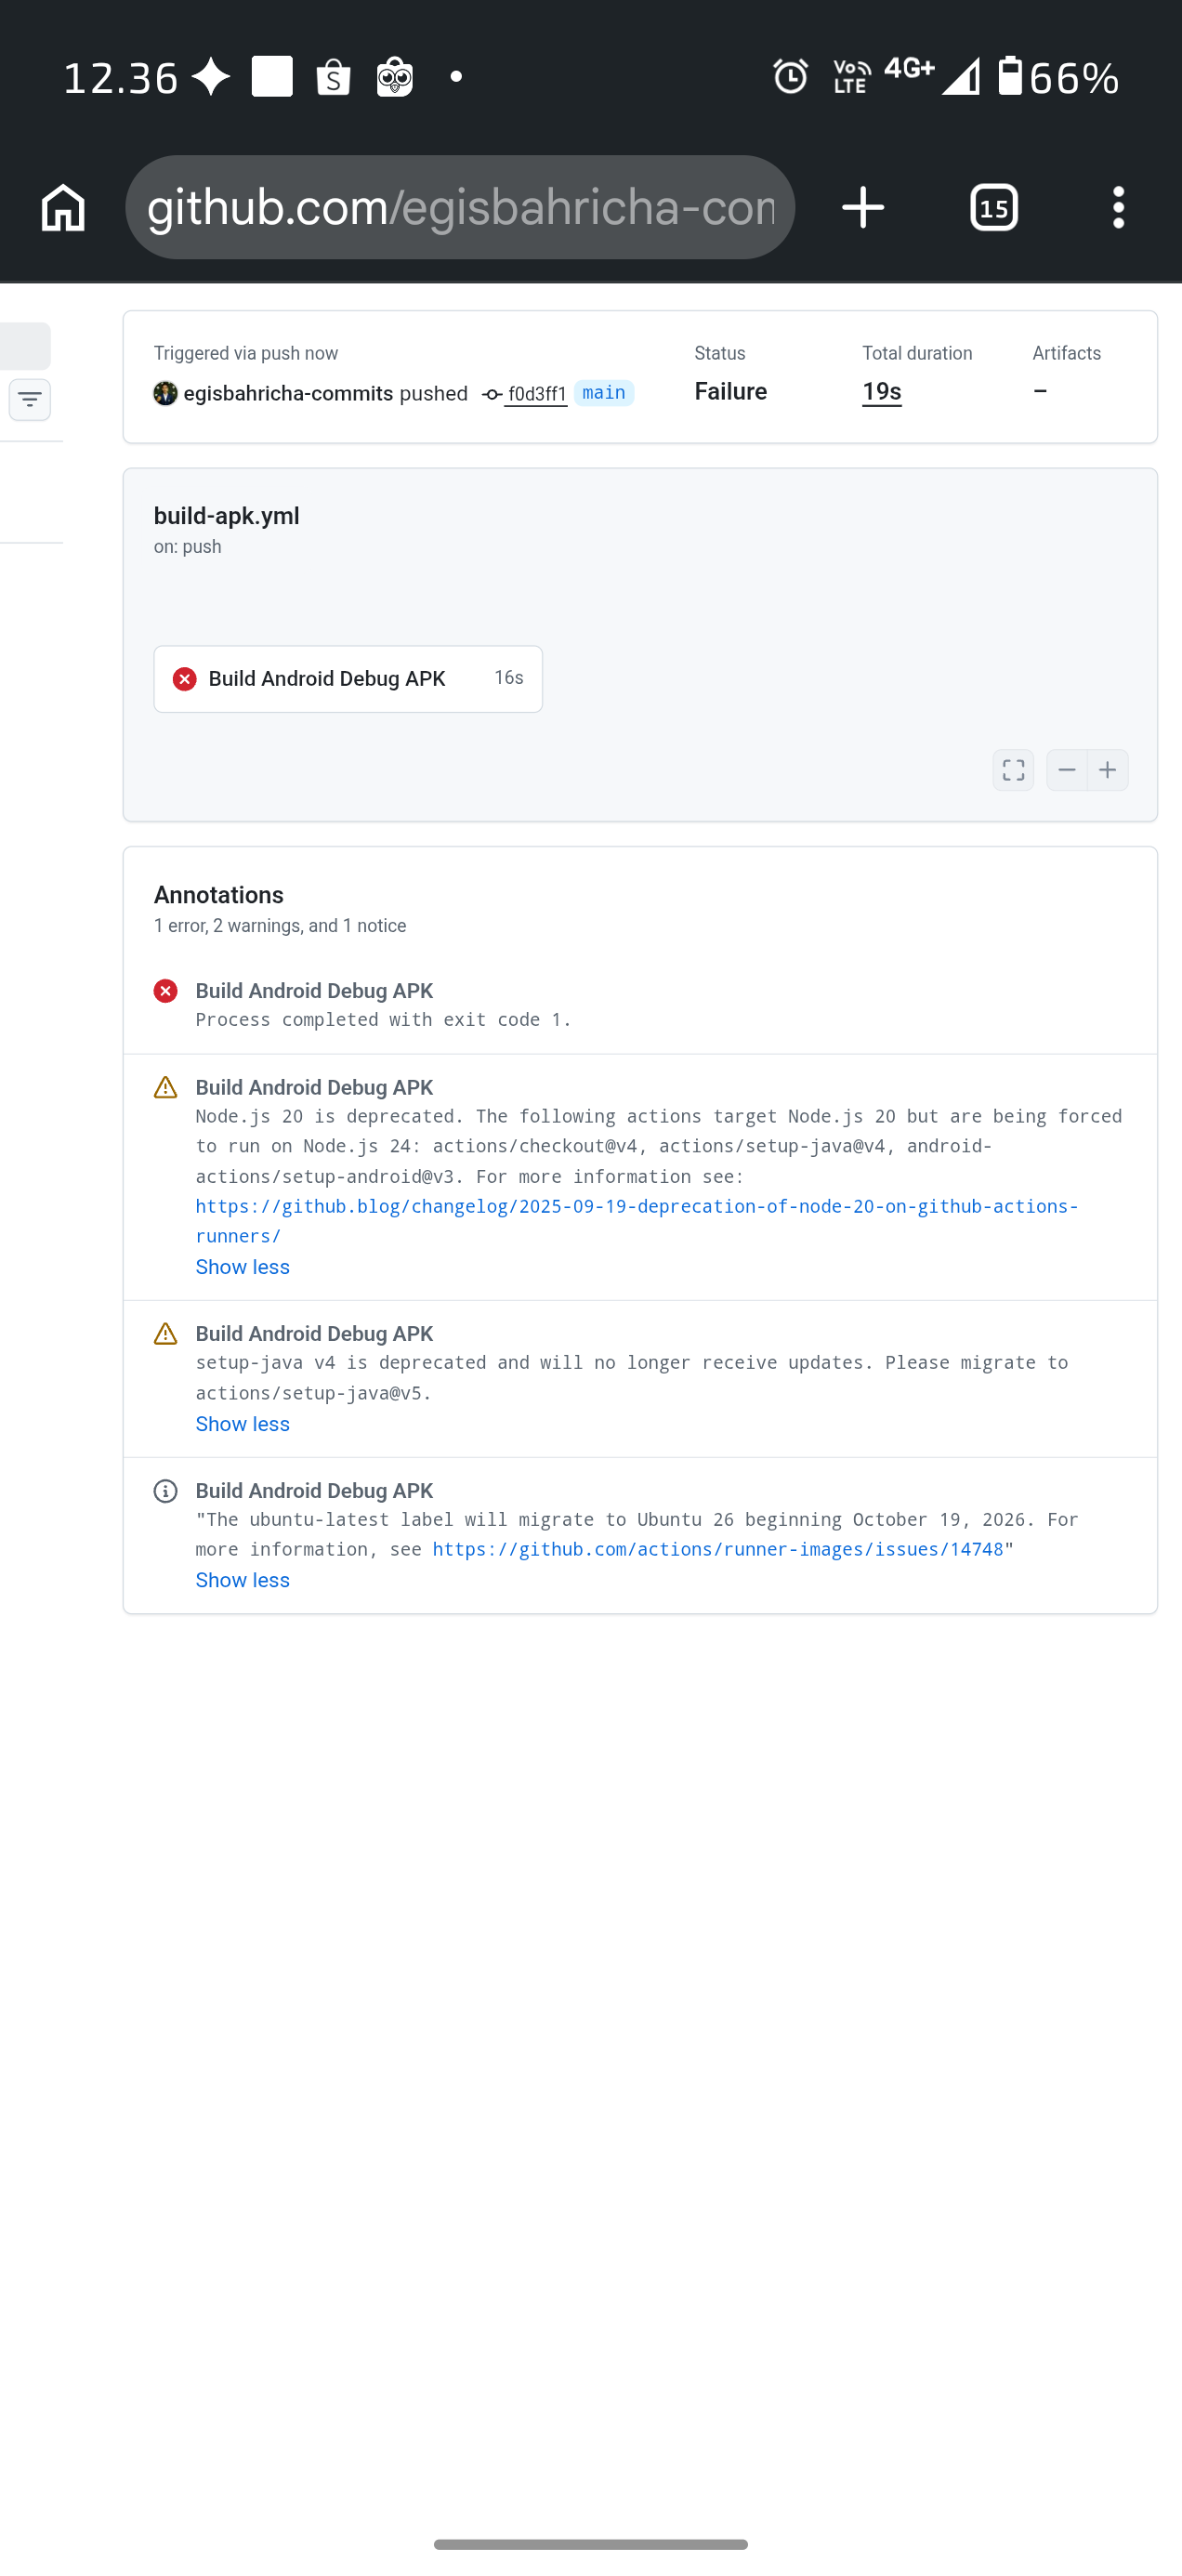 12.36
VoLTE 4G+ 66%
github.com/egisbahricha-con
15
Triggered via push now
egisbahricha-commits pushed f0d3ff1 main
Status
Failure
Total duration
19s
Artifacts
–
build-apk.yml
on: push
Build Android Debug APK 16s
Annotations
1 error, 2 warnings, and 1 notice
Build Android Debug APK
Process completed with exit code 1.
Build Android Debug APK
Node.js 20 is deprecated. The following actions target Node.js 20 but are being forced
to run on Node.js 24: actions/checkout@v4, actions/setup-java@v4, android-
actions/setup-android@v3. For more information see:
https://github.blog/changelog/2025-09-19-deprecation-of-node-20-on-github-actions-
runners/
Show less
Build Android Debug APK
setup-java v4 is deprecated and will no longer receive updates. Please migrate to
actions/setup-java@v5.
Show less
Build Android Debug APK
"The ubuntu-latest label will migrate to Ubuntu 26 beginning October 19, 2026. For
more information, see https://github.com/actions/runner-images/issues/14748"
Show less